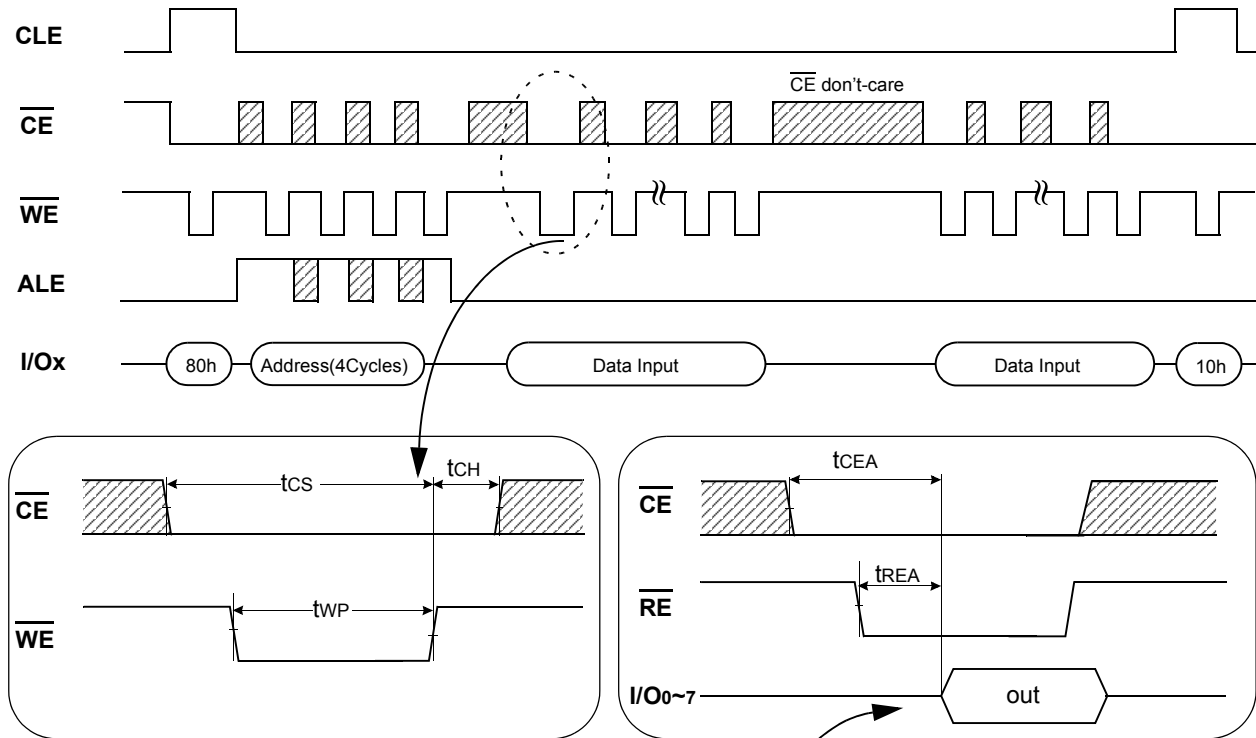 CLE
CE don't-care
CE
WE
ALE
I/Ox
80h
Address(4Cycles)
Data Input
Data Input
10h
tCS
tCH
CE
tWP
WE
tCEA
CE
tREA
RE
I/O0~7
out